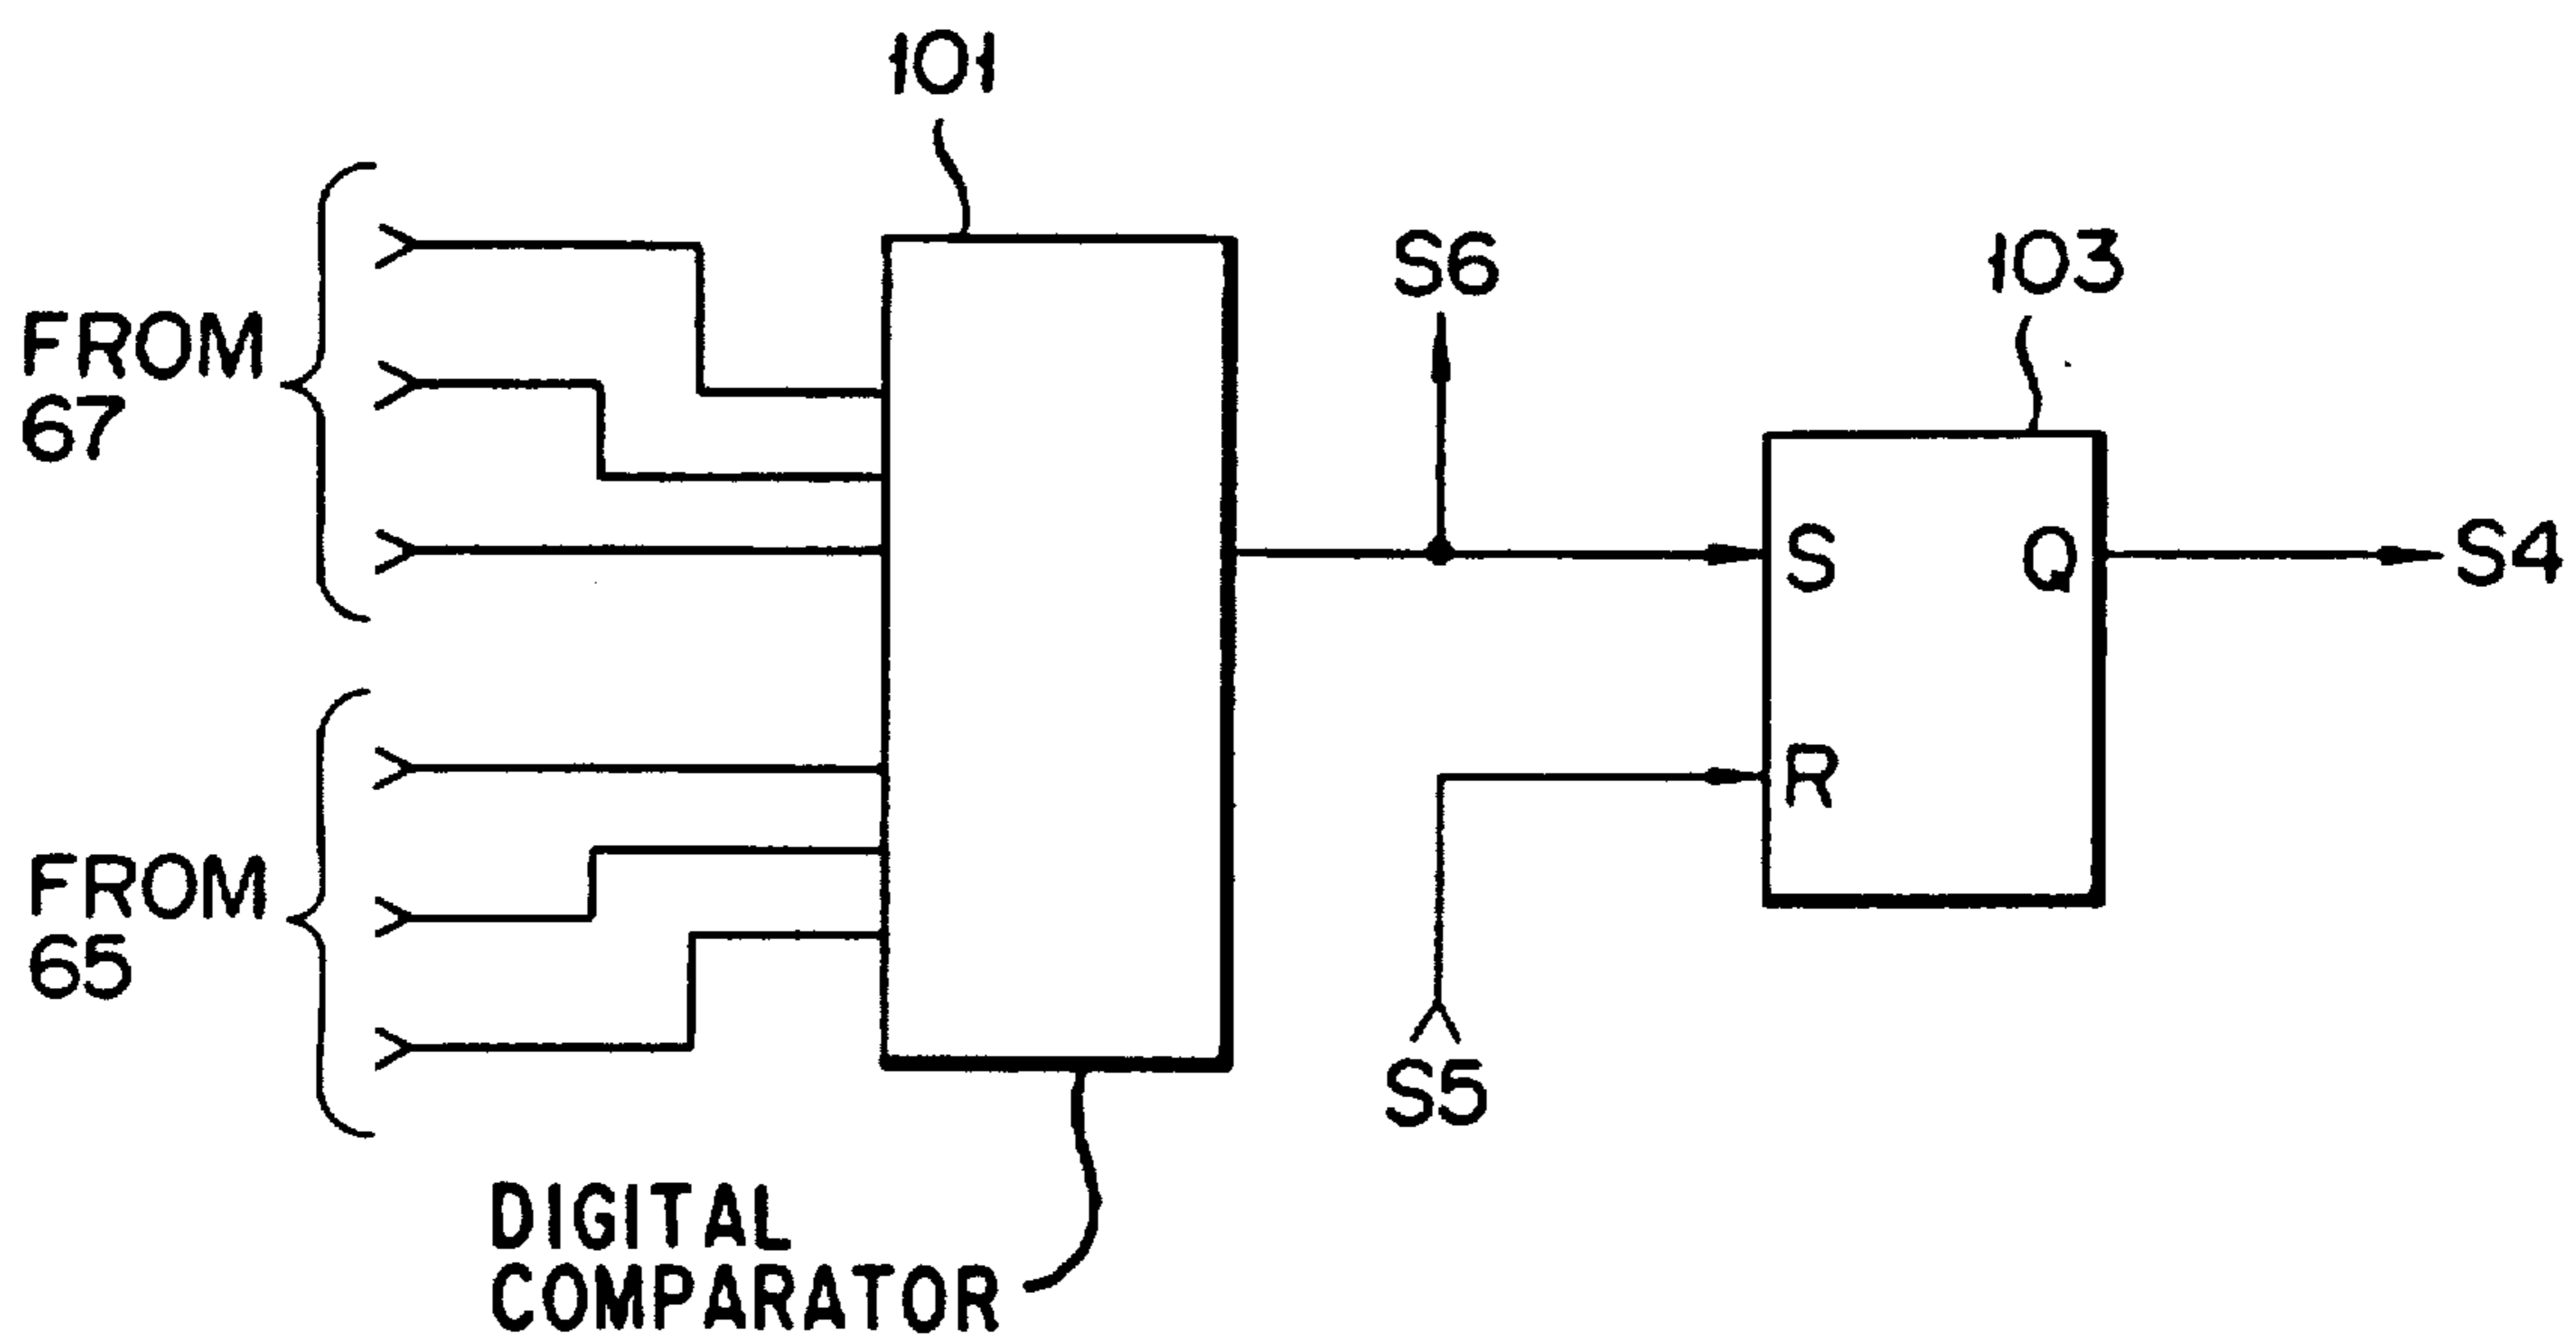 101
FROM
67
S6
103
S
Q
S4
R
FROM
65
S5
DIGITAL
COMPARATOR